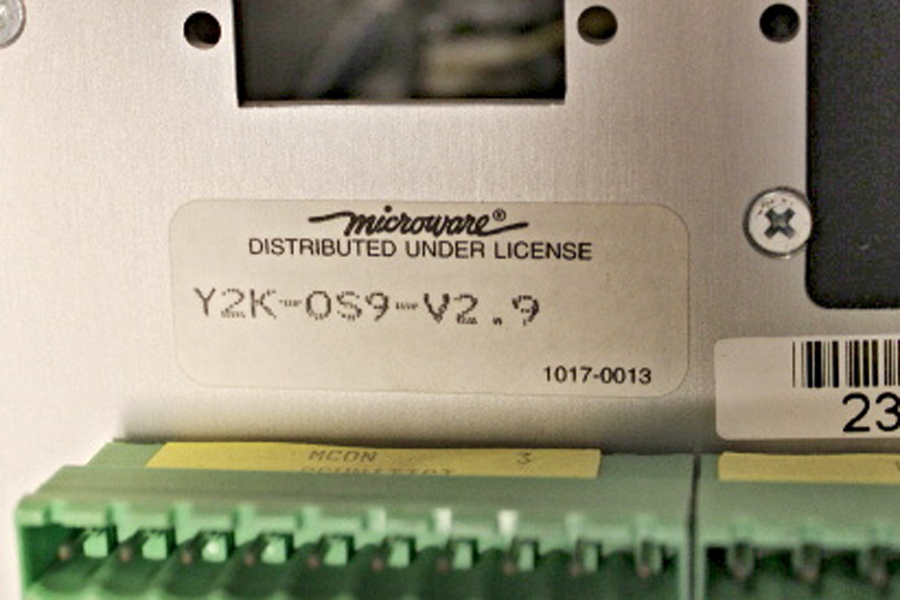 microware®
DISTRIBUTED UNDER LICENSE
Y2K-OS9-V2.9
1017-0013
23
MCON 3